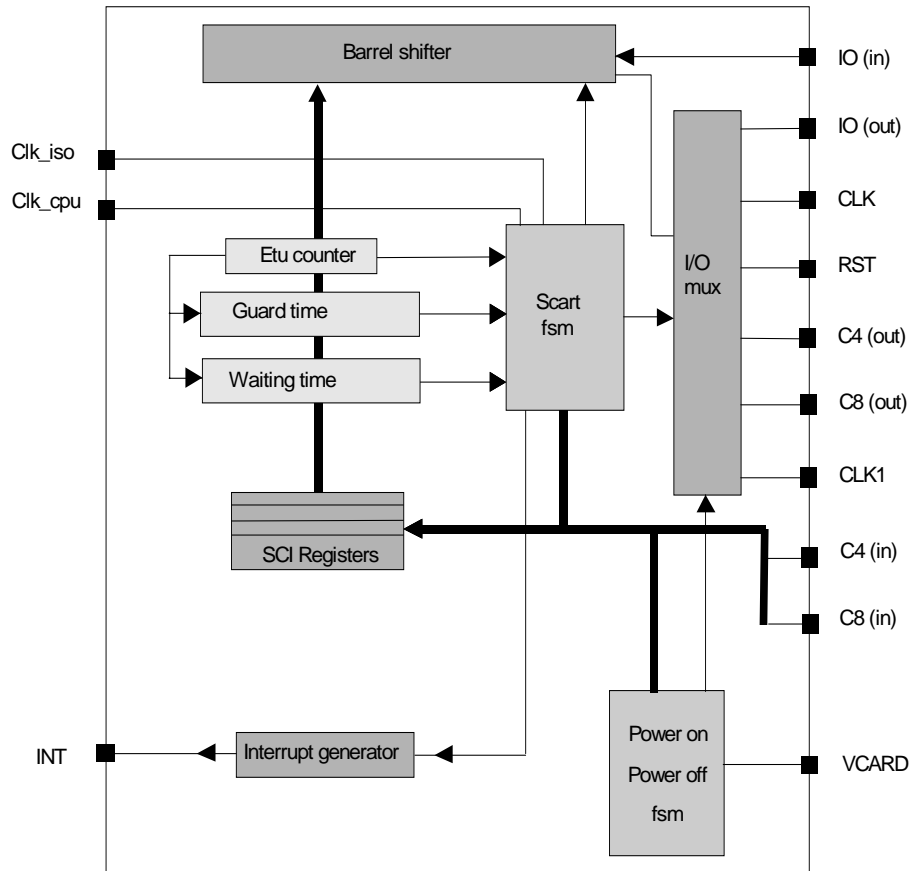 Barrel shifter
IO (in)
IO (out)
Clk_iso
Clk_cpu
CLK
Etu counter
I/O
mux
RST
Guard time
Scart
fsm
C4 (out)
Waiting time
C8 (out)
CLK1
SCI Registers
C4 (in)
C8 (in)
INT
Interrupt generator
Power on
Power off
fsm
VCARD